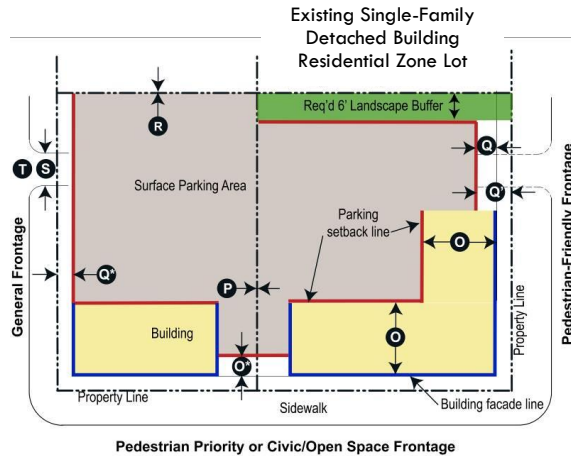 Existing Single-Family
Detached Building
Residential Zone Lot
Req'd 6' Landscape Buffer
R
Q
T S
Surface Parking Area
Q*
Parking
setback line
O
General Frontage
Pedestrian-Friendly Frontage
Q*
P
Property Line
Building
O
O*
Property Line
Sidewalk
Building facade line
Pedestrian Priority or Civic/Open Space Frontage